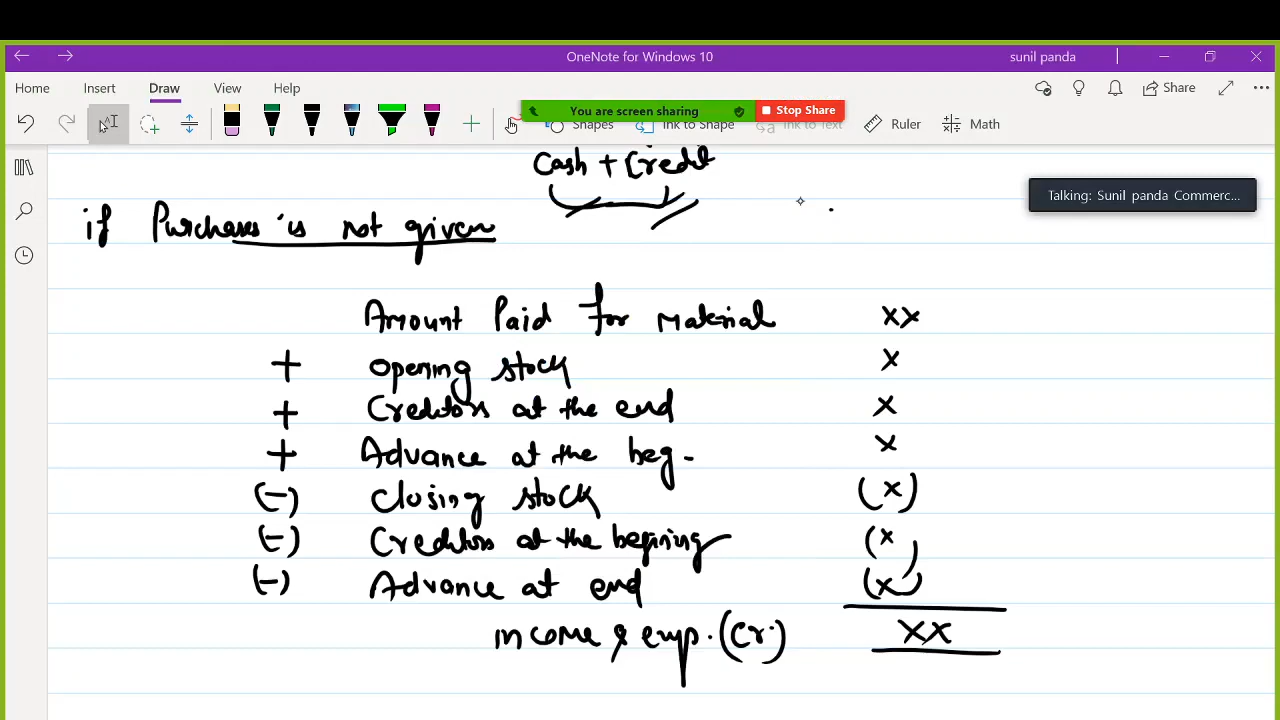 OneNote for Windows 10
sunil panda
Home
Insert
Draw
View
Help
You are screen sharing
Stop Share
Shapes
Ink to Shape
Ink to Text
Ruler
Math
Share
Talking: Sunil panda Commerc...
Cash + Credit
if Purchases is not given
Amount Paid for material xx
+ opening stock x
+ Creditors at the end x
+ Advance at the beg - x
(-) closing stock (x)
(-) Creditors at the begining (x)
(-) Advance at end (x)
income & exp. (Cr) xx